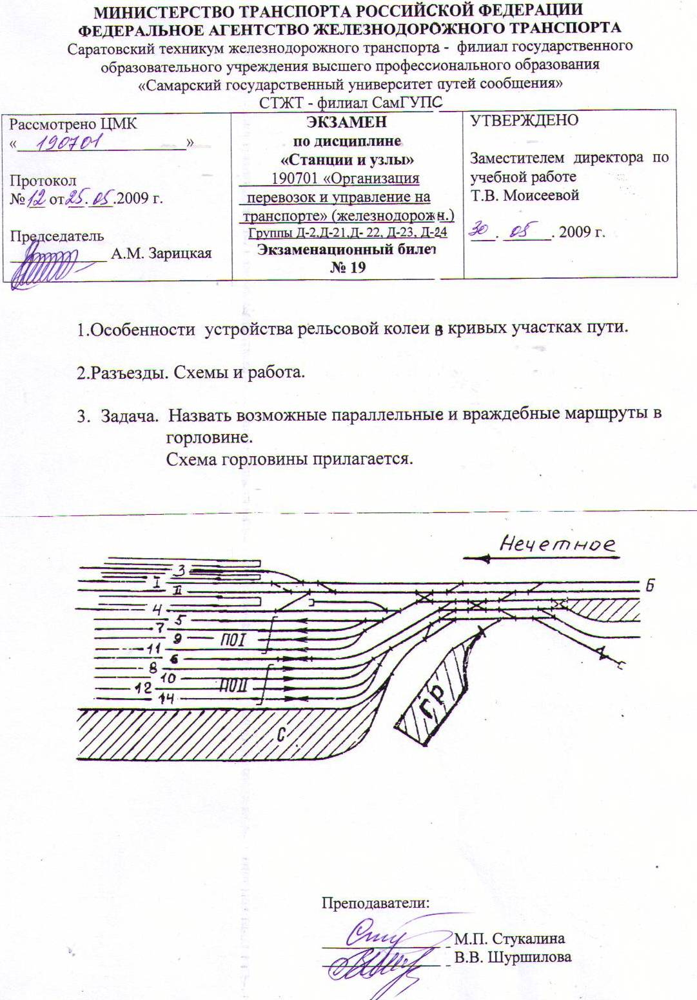 МИНИСТЕРСТВО ТРАНСПОРТА РОССИЙСКОЙ ФЕДЕРАЦИИ
ФЕДЕРАЛЬНОЕ АГЕНТСТВО ЖЕЛЕЗНОДОРОЖНОГО ТРАНСПОРТА
Саратовский техникум железнодорожного транспорта - филиал государственного
образовательного учреждения высшего профессионального образования
«Самарский государственный университет путей сообщения»
СТЖТ - филиал СамГУПС
Рассмотрено ЦМК
« 190701 »
Протокол
№ 12 от 25. 05.2009 г.
Председатель
А.М. Зарицкая
ЭКЗАМЕН
по дисциплине
«Станции и узлы»
190701 «Организация
перевозок и управление на
транспорте» (железнодорожн.)
Группы Д-2,Д-21,Д- 22, Д-23, Д-24
Экзаменационный билет
№ 19
УТВЕРЖДЕНО
Заместителем директора по
учебной работе
Т.В. Моисеевой
30. 05. 2009 г.
1.Особенности устройства рельсовой колеи в кривых участках пути.
2.Разъезды. Схемы и работа.
3. Задача. Назвать возможные параллельные и враждебные маршруты в
горловине.
Схема горловины прилагается.
Нечетное
3
I
II
Б
4
5
7
9 ПОI
11
6
8
10
12 ПОII
14
С
ГР
Преподаватели:
М.П. Стукалина
В.В. Шуршилова